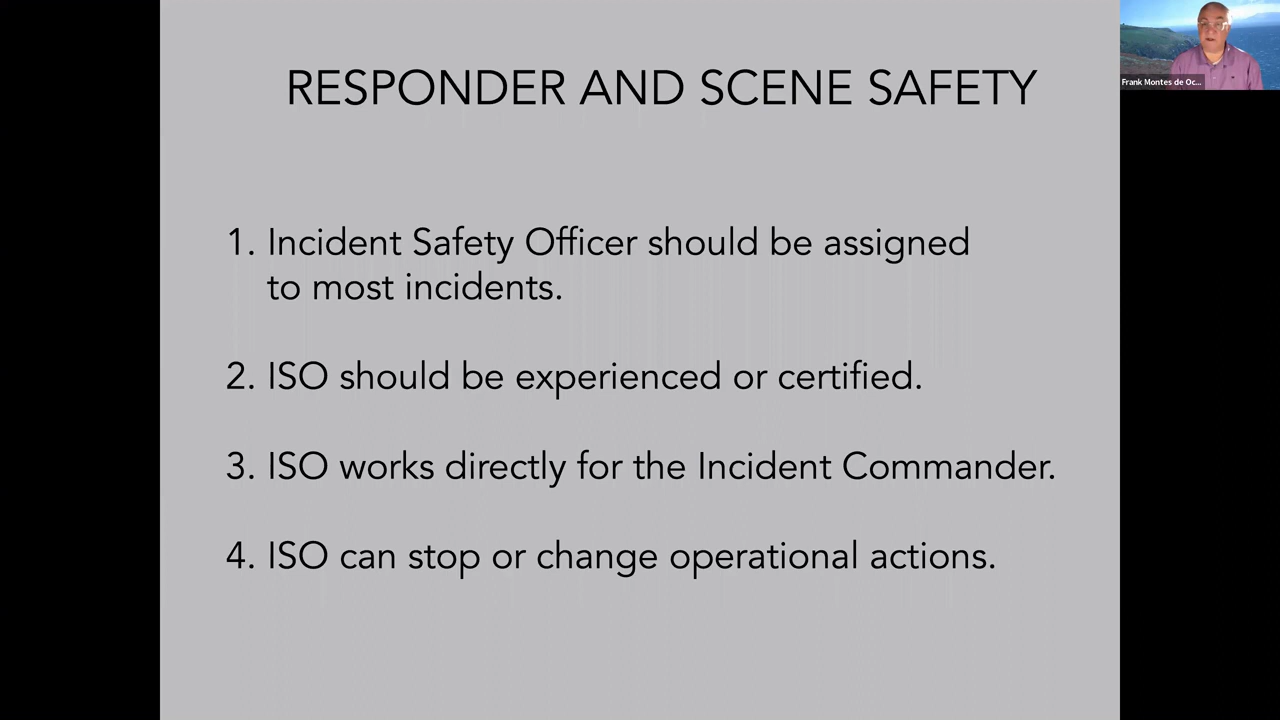 RESPONDER AND SCENE SAFETY
Frank Montes de Oc...
1. Incident Safety Officer should be assigned
to most incidents.
2. ISO should be experienced or certified.
3. ISO works directly for the Incident Commander.
4. ISO can stop or change operational actions.